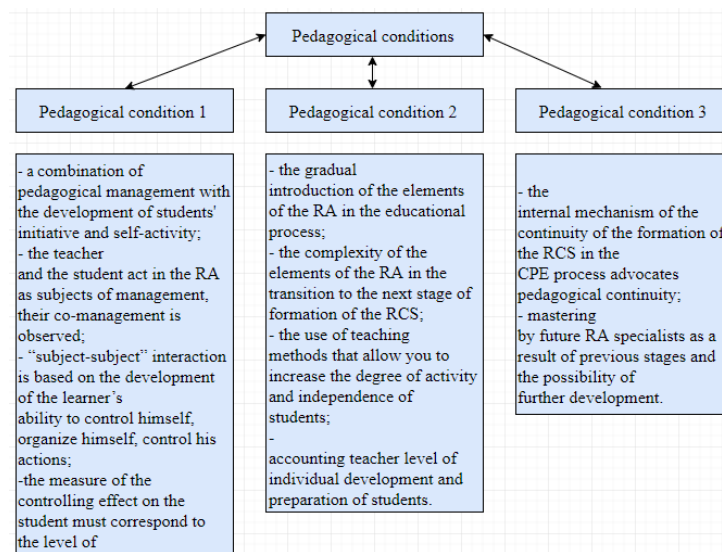 Pedagogical conditions
Pedagogical condition 1
Pedagogical condition 2
Pedagogical condition 3
- a combination of
pedagogical management with
the development of students'
initiative and self-activity;
- the teacher
and the student act in the RA
as subjects of management,
their co-management is
observed;
- “subject-subject” interaction
is based on the development
of the learner’s
ability to control himself,
organize himself, control his
actions;
-the measure of the
controlling effect on the
student must correspond to
the level of
- the gradual
introduction of the elements
of the RA in the educational
process;
- the complexity of the
elements of the RA in the
transition to the next stage of
formation of the RCS;
- the use of teaching
methods that allow you to
increase the degree of activity
and independence of
students;
-
accounting teacher level of
individual development and
preparation of students.
- the
internal mechanism of the
continuity of the formation of
the RCS in the
CPE process advocates
pedagogical continuity;
- mastering
by future RA specialists as a
result of previous stages and
the possibility of
further development.